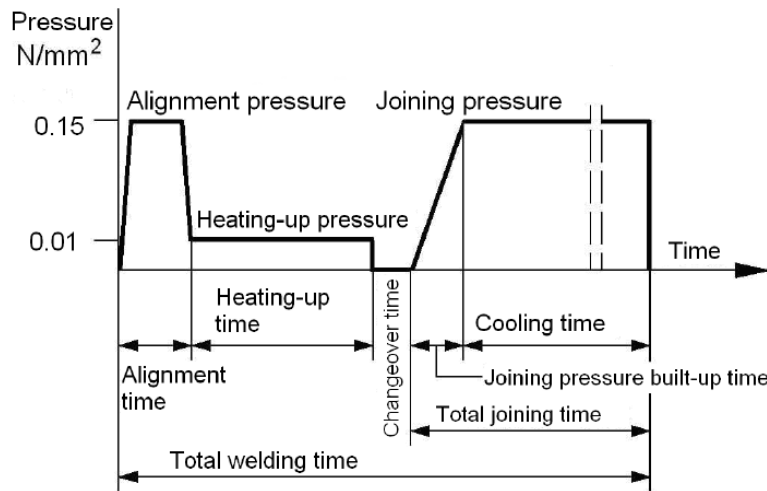 Pressure
N/mm²
Alignment pressure
Joining pressure
0.15
Heating-up pressure
0.01
Time
Heating-up
time
Changeover time
Cooling time
Alignment
time
Joining pressure built-up time
Total joining time
Total welding time